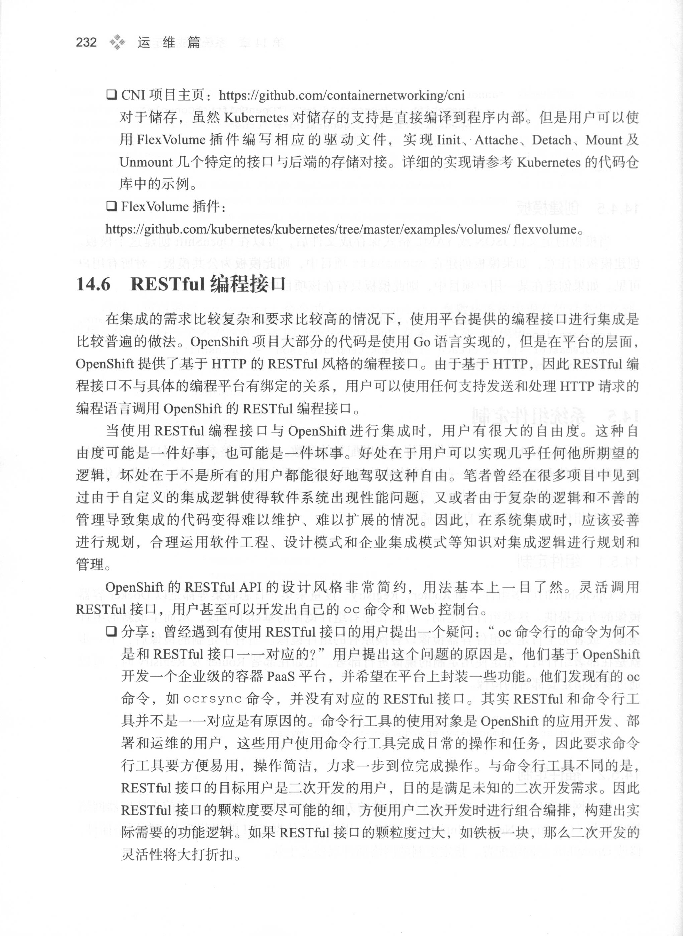 232 运维篇
❑ CNI 项目主页：https://github.com/containernetworking/cni
对于储存，虽然 Kubernetes 对储存的支持是直接编译到程序内部。但是用户可以使
用 FlexVolume 插件编写相应的驱动文件，实现 Iinit、Attache、Detach、Mount 及
Unmount 几个特定的接口与后端的存储对接。详细的实现请参考 Kubernetes 的代码仓
库中的示例。
❑ FlexVolume 插件：
https://github.com/kubernetes/kubernetes/tree/master/examples/volumes/ flexvolume。
14.6 RESTful 编程接口
在集成的需求比较复杂和要求比较高的情况下，使用平台提供的编程接口进行集成是
比较普遍的做法。OpenShift 项目大部分的代码是使用 Go 语言实现的，但是在平台的层面，
OpenShift 提供了基于 HTTP 的 RESTful 风格的编程接口。由于基于 HTTP，因此 RESTful 编
程接口不与具体的编程平台有绑定的关系，用户可以使用任何支持发送和处理 HTTP 请求的
编程语言调用 OpenShift 的 RESTful 编程接口。
当使用 RESTful 编程接口与 OpenShift 进行集成时，用户有很大的自由度。这种自
由度可能是一件好事，也可能是一件坏事。好处在于用户可以实现几乎任何他所期望的
逻辑，坏处在于不是所有的用户都能很好地驾驭这种自由。笔者曾经在很多项目中见到
过由于自定义的集成逻辑使得软件系统出现性能问题，又或者由于复杂的逻辑和不善的
管理导致集成的代码变得难以维护、难以扩展的情况。因此，在系统集成时，应该妥善
进行规划，合理运用软件工程、设计模式和企业集成模式等知识对集成逻辑进行规划和
管理。
OpenShift 的 RESTful API 的设计风格非常简约，用法基本上一目了然。灵活调用
RESTful 接口，用户甚至可以开发出自己的 oc 命令和 Web 控制台。
❑ 分享：曾经遇到有使用 RESTful 接口的用户提出一个疑问：“ oc 命令行的命令为何不
是和 RESTful 接口一一对应的？”用户提出这个问题的原因是，他们基于 OpenShift
开发一个企业级的容器 PaaS 平台，并希望在平台上封装一些功能。他们发现有的 oc
命令，如 ocrsync 命令，并没有对应的 RESTful 接口。其实 RESTful 和命令行工
具并不是一一对应是有原因的。命令行工具的使用对象是 OpenShift 的应用开发、部
署和运维的用户，这些用户使用命令行工具完成日常的操作和任务，因此要求命令
行工具要方便易用，操作简洁，力求一步到位完成操作。与命令行工具不同的是，
RESTful 接口的目标用户是二次开发的用户，目的是满足未知的二次开发需求。因此
RESTful 接口的颗粒度要尽可能的细，方便用户二次开发时进行组合编排，构建出实
际需要的功能逻辑。如果 RESTful 接口的颗粒度过大，如铁板一块，那么二次开发的
灵活性将大打折扣。